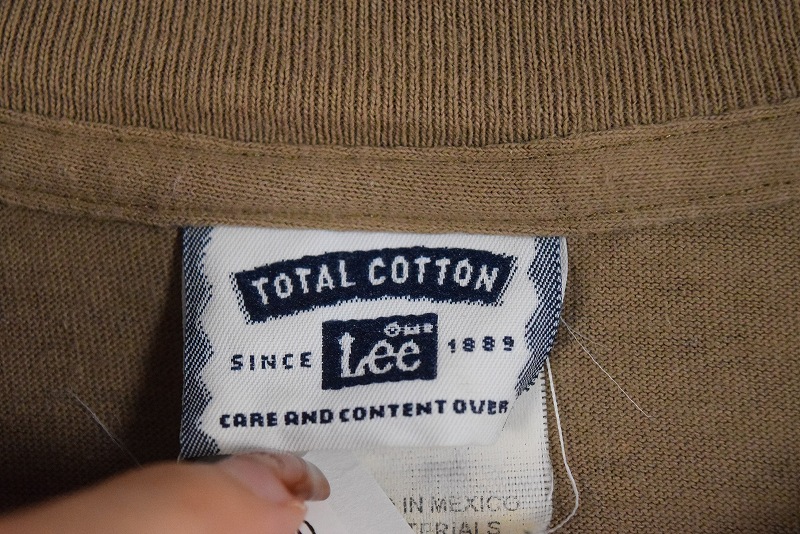 TOTAL COTTON
SINCE Lee 1889
CARE AND CONTENT OVER
IN MEXICO